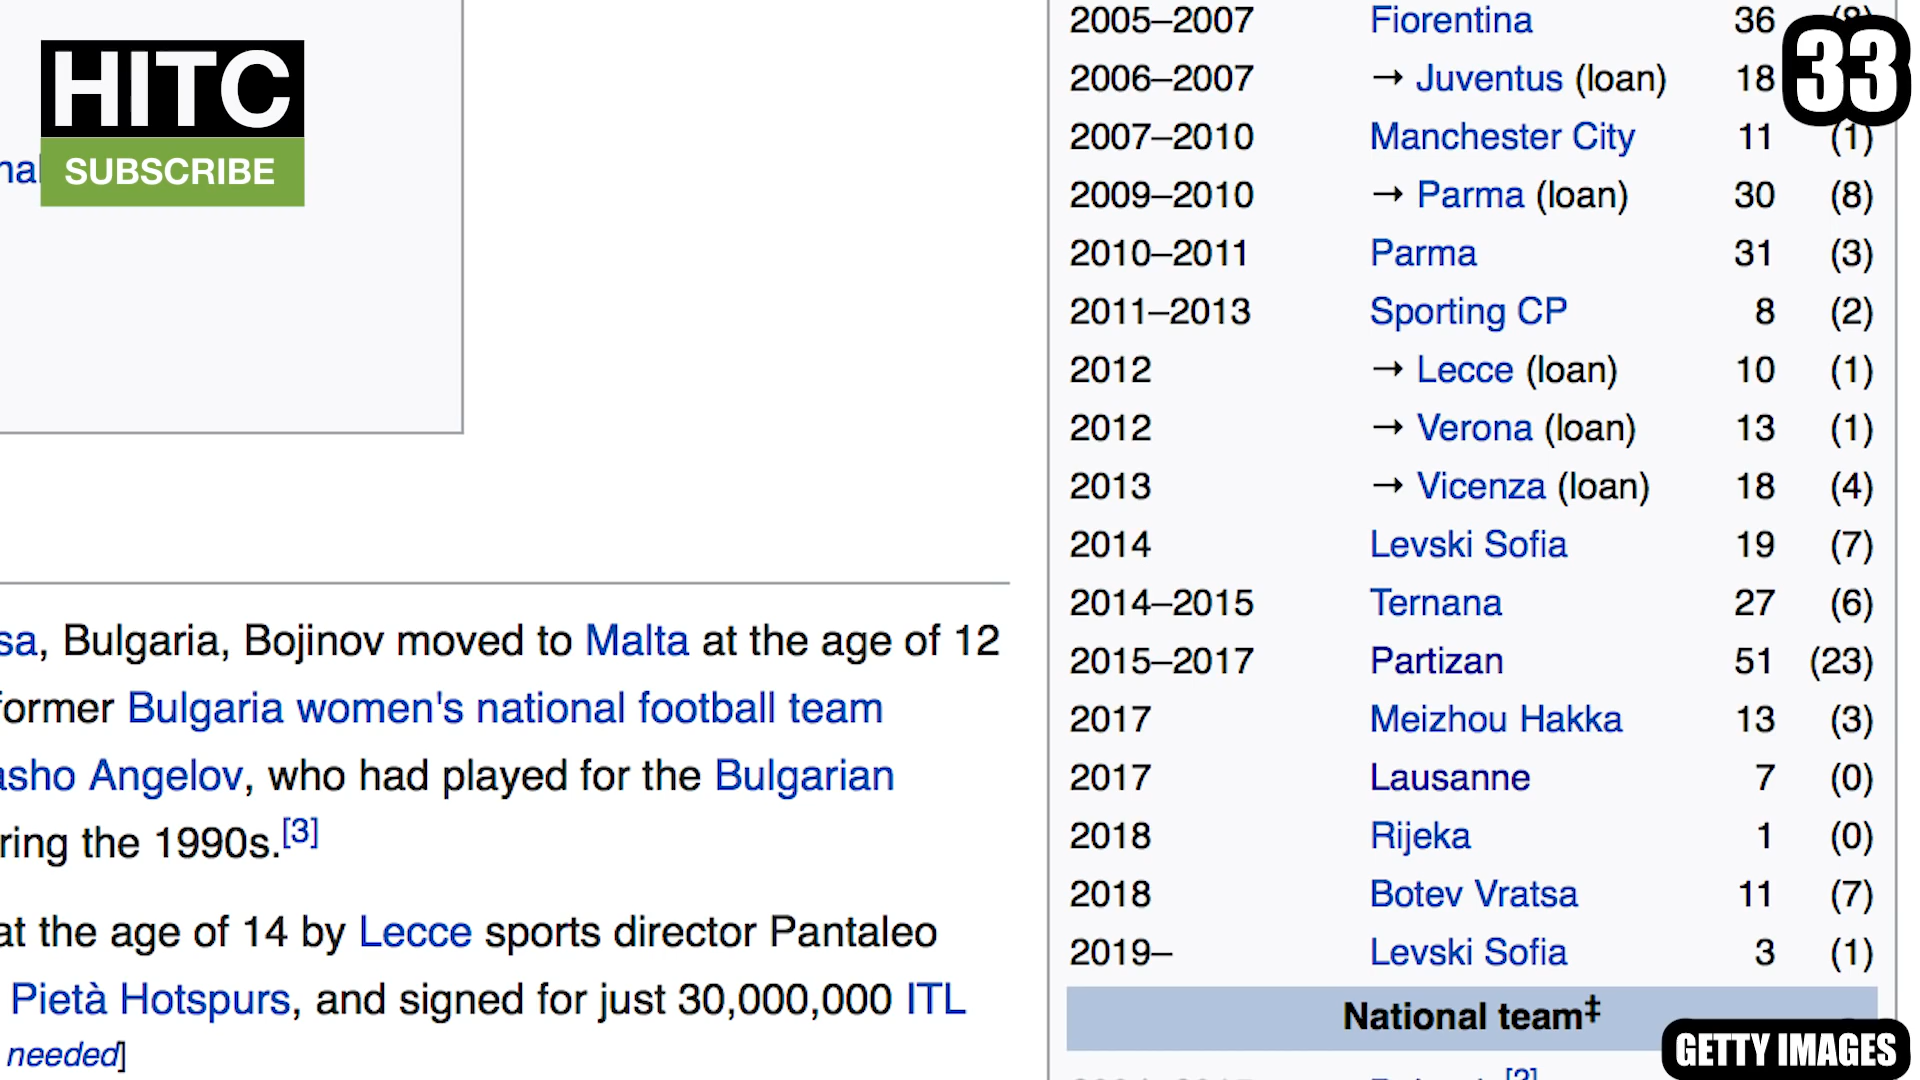 HITC
SUBSCRIBE
33
2005–2007 Fiorentina 36 (8)
2006–2007 → Juventus (loan) 18
2007–2010 Manchester City 11 (1)
2009–2010 → Parma (loan) 30 (8)
2010–2011 Parma 31 (3)
2011–2013 Sporting CP 8 (2)
2012 → Lecce (loan) 10 (1)
2012 → Verona (loan) 13 (1)
2013 → Vicenza (loan) 18 (4)
2014 Levski Sofia 19 (7)
2014–2015 Ternana 27 (6)
2015–2017 Partizan 51 (23)
2017 Meizhou Hakka 13 (3)
2017 Lausanne 7 (0)
2018 Rijeka 1 (0)
2018 Botev Vratsa 11 (7)
2019– Levski Sofia 3 (1)
National team‡
sa, Bulgaria, Bojinov moved to Malta at the age of 12
former Bulgaria women's national football team
asho Angelov, who had played for the Bulgarian
ring the 1990s.[3]
at the age of 14 by Lecce sports director Pantaleo
Pietà Hotspurs, and signed for just 30,000,000 ITL
needed]
GETTY IMAGES